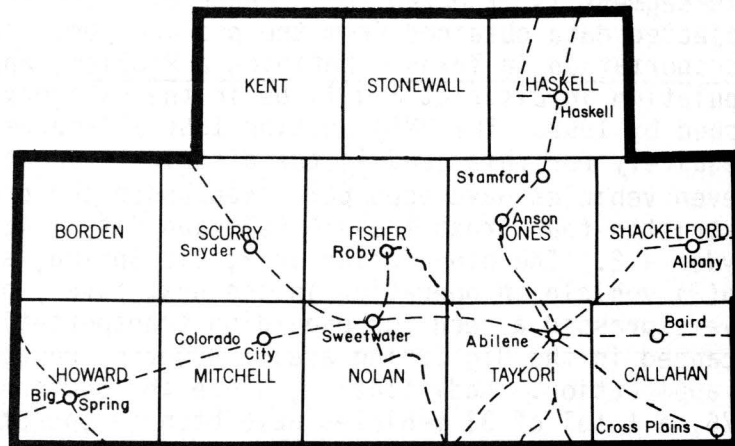 KENT
STONEWALL
HASKELL
Haskell
Stamford
BORDEN
SCURRY
Snyder
FISHER
Roby
Anson
JONES
SHACKELFORD
Albany
Colorado
City
Sweetwater
Abilene
Baird
HOWARD
Big Spring
MITCHELL
NOLAN
TAYLOR
CALLAHAN
Cross Plains